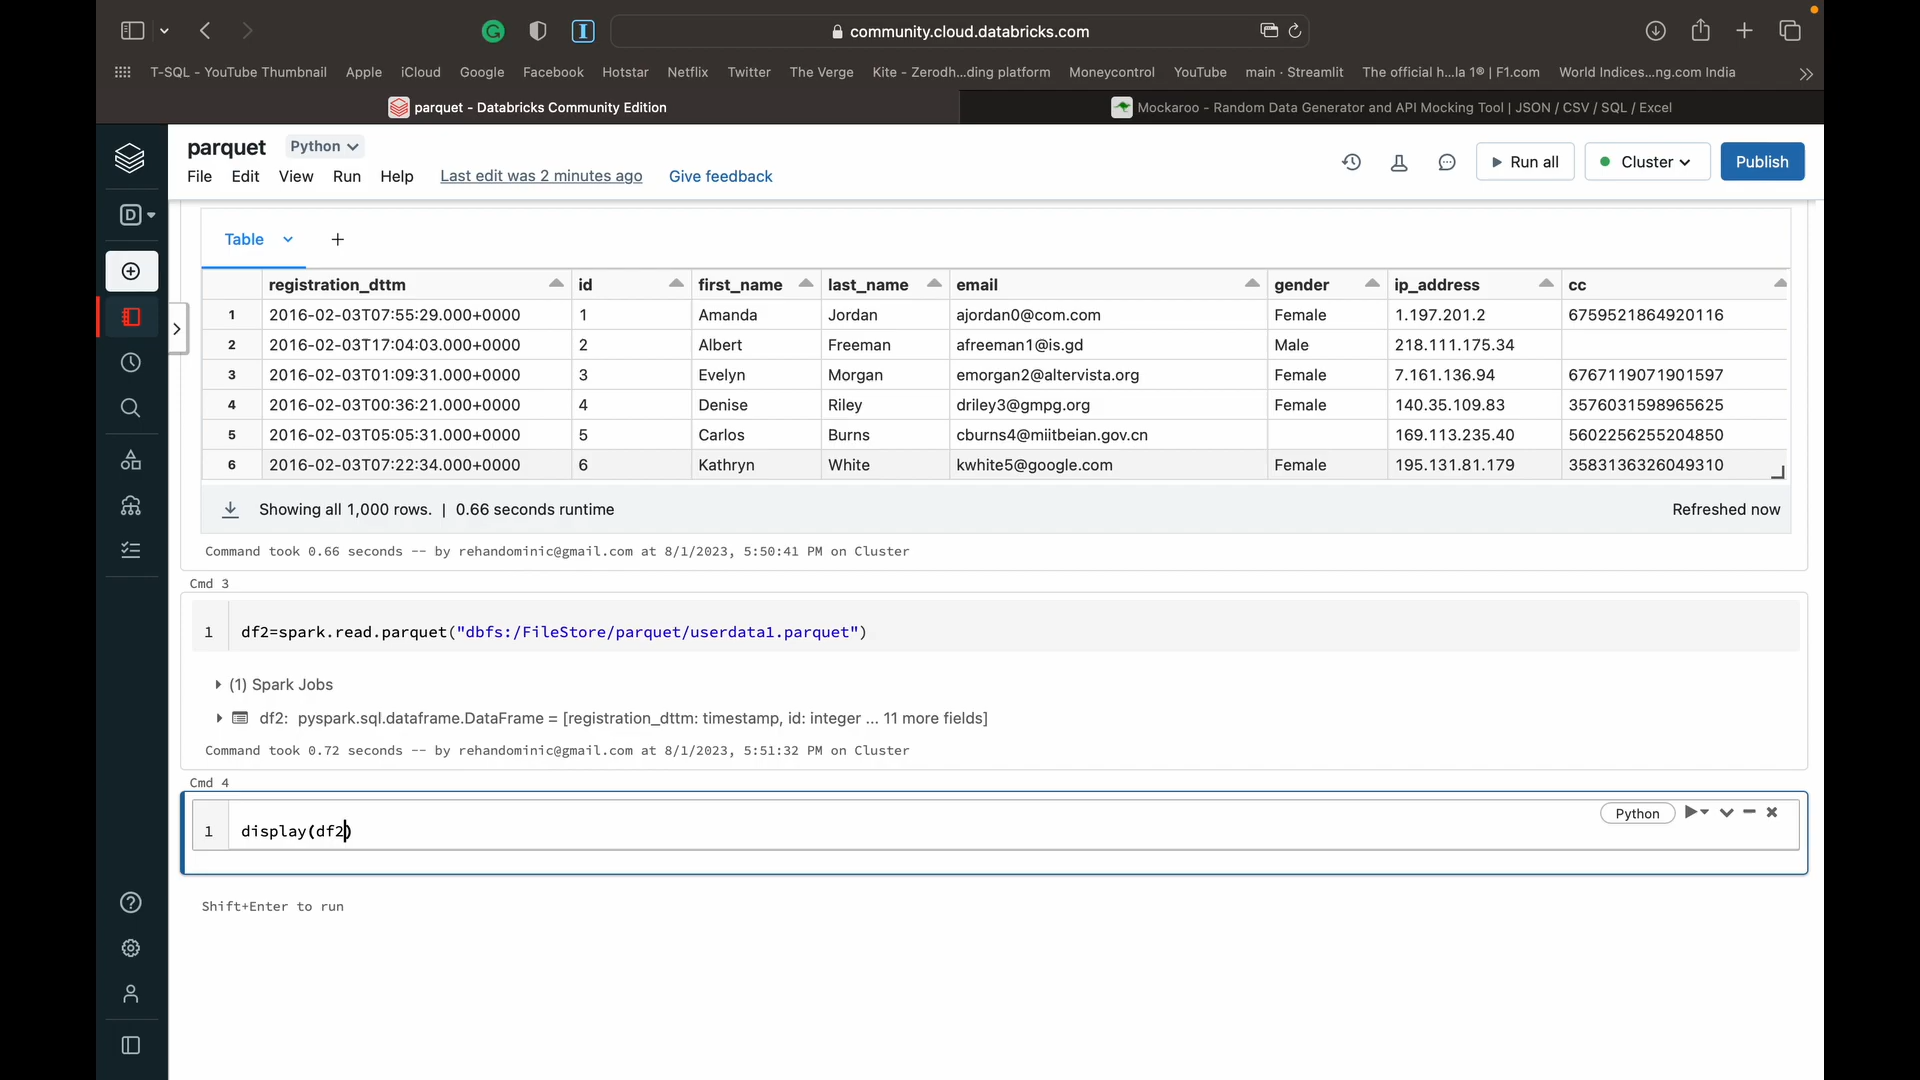 community.cloud.databricks.com
T-SQL - YouTube Thumbnail Apple iCloud Google Facebook Hotstar Netflix Twitter The Verge Kite - Zerodh...ding platform Moneycontrol YouTube main · Streamlit The official h...la 1® | F1.com World Indices...ng.com India
parquet - Databricks Community Edition Mockaroo - Random Data Generator and API Mocking Tool | JSON / CSV / SQL / Excel
parquet Python
File Edit View Run Help Last edit was 2 minutes ago Give feedback Run all Cluster Publish
D
Table +
registration_dttm id first_name last_name email gender ip_address cc
1 2016-02-03T07:55:29.000+0000 1 Amanda Jordan ajordan0@com.com Female 1.197.201.2 6759521864920116
2 2016-02-03T17:04:03.000+0000 2 Albert Freeman afreeman1@is.gd Male 218.111.175.34
3 2016-02-03T01:09:31.000+0000 3 Evelyn Morgan emorgan2@altervista.org Female 7.161.136.94 6767119071901597
4 2016-02-03T00:36:21.000+0000 4 Denise Riley driley3@gmpg.org Female 140.35.109.83 3576031598965625
5 2016-02-03T05:05:31.000+0000 5 Carlos Burns cburns4@miitbeian.gov.cn 169.113.235.40 5602256255204850
6 2016-02-03T07:22:34.000+0000 6 Kathryn White kwhite5@google.com Female 195.131.81.179 3583136326049310
Showing all 1,000 rows. | 0.66 seconds runtime Refreshed now
Command took 0.66 seconds -- by rehandominic@gmail.com at 8/1/2023, 5:50:41 PM on Cluster
Cmd 3
1 df2=spark.read.parquet("dbfs:/FileStore/parquet/userdata1.parquet")
(1) Spark Jobs
df2: pyspark.sql.dataframe.DataFrame = [registration_dttm: timestamp, id: integer ... 11 more fields]
Command took 0.72 seconds -- by rehandominic@gmail.com at 8/1/2023, 5:51:32 PM on Cluster
Cmd 4
Python
1 display(df2)
Shift+Enter to run